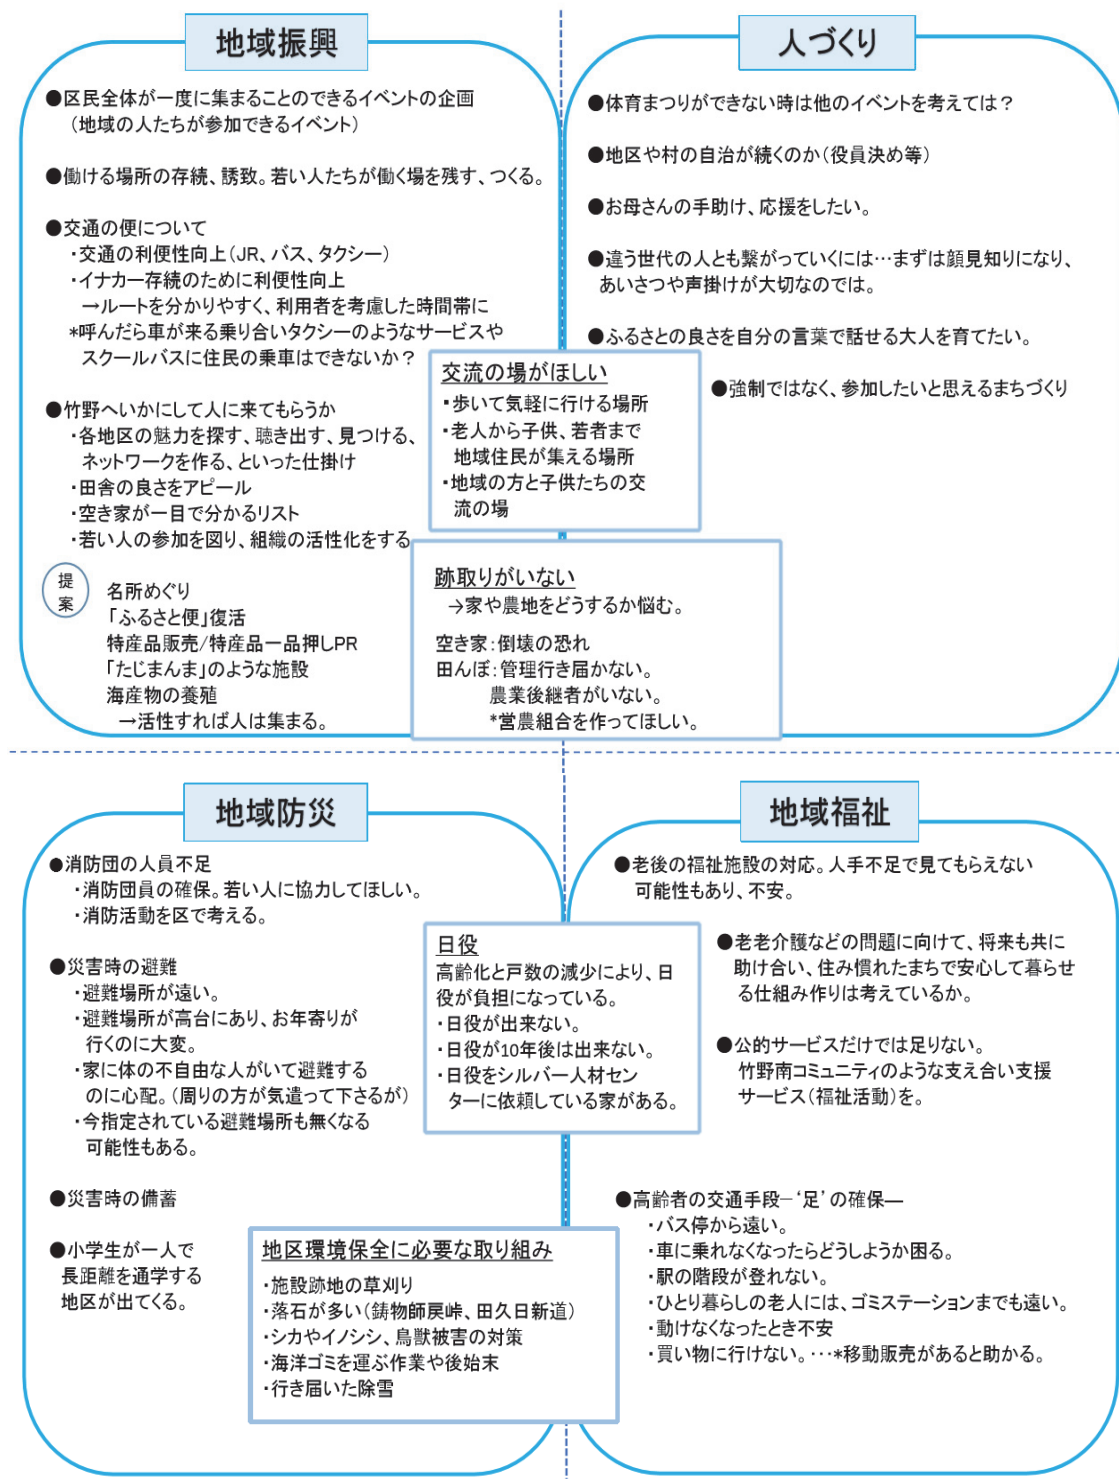 地域振興
●区民全体が一度に集まることのできるイベントの企画
(地域の人たちが参加できるイベント)
●働ける場所の存続、誘致。若い人たちが働く場を残す、つくる。
●交通の便について
・交通の利便性向上(JR、バス、タクシー)
・イナカー存続のために利便性向上
→ルートを分かりやすく、利用者を考慮した時間帯に
*呼んだら車が来る乗り合いタクシーのようなサービスや
スクールバスに住民の乗車はできないか?
●竹野へいかにして人に来てもらうか
・各地区の魅力を探す、聴き出す、見つける、
ネットワークを作る、といった仕掛け
・田舎の良さをアピール
・空き家が一目で分かるリスト
・若い人の参加を図り、組織の活性化をする
提案
名所めぐり
「ふるさと便」復活
特産品販売/特産品一品押しPR
「たじまんま」のような施設
海産物の養殖
→活性すれば人は集まる。
人づくり
●体育まつりができない時は他のイベントを考えては?
●地区や村の自治が続くのか(役員決め等)
●お母さんの手助け、応援をしたい。
●違う世代の人とも繋がっていくには…まずは顔見知りになり、
あいさつや声掛けが大切なのでは。
●ふるさとの良さを自分の言葉で話せる大人を育てたい。
●強制ではなく、参加したいと思えるまちづくり
交流の場がほしい
・歩いて気軽に行ける場所
・老人から子供、若者まで
地域住民が集える場所
・地域の方と子供たちの交
流の場
跡取りがいない
→家や農地をどうするか悩む。
空き家:倒壊の恐れ
田んぼ:管理行き届かない。
農業後継者がいない。
*営農組合を作ってほしい。
地域防災
●消防団の人員不足
・消防団員の確保。若い人に協力してほしい。
・消防活動を区で考える。
●災害時の避難
・避難場所が遠い。
・避難場所が高台にあり、お年寄りが
行くのに大変。
・家に体の不自由な人がいて避難する
のに心配。(周りの方が気遣って下さるが)
・今指定されている避難場所も無くなる
可能性もある。
●災害時の備蓄
●小学生が一人で
長距離を通学する
地区が出てくる。
地域福祉
●老後の福祉施設の対応。人手不足で見てもらえない
可能性もあり、不安。
●老老介護などの問題に向けて、将来も共に
助け合い、住み慣れたまちで安心して暮らせ
る仕組み作りは考えているか。
●公的サービスだけでは足りない。
竹野南コミュニティのような支え合い支援
サービス(福祉活動)を。
●高齢者の交通手段―‘足’の確保―
・バス停から遠い。
・車に乗れなくなったらどうしようか困る。
・駅の階段が登れない。
・ひとり暮らしの老人には、ゴミステーションまでも遠い。
・動けなくなったとき不安
・買い物に行けない。…*移動販売があると助かる。
日役
高齢化と戸数の減少により、日
役が負担になっている。
・日役が出来ない。
・日役が10年後は出来ない。
・日役をシルバー人材セン
ターに依頼している家がある。
地区環境保全に必要な取り組み
・施設跡地の草刈り
・落石が多い(鋳物師戻峠、田久日新道)
・シカやイノシシ、鳥獣被害の対策
・海洋ゴミを運ぶ作業や後始末
・行き届いた除雪